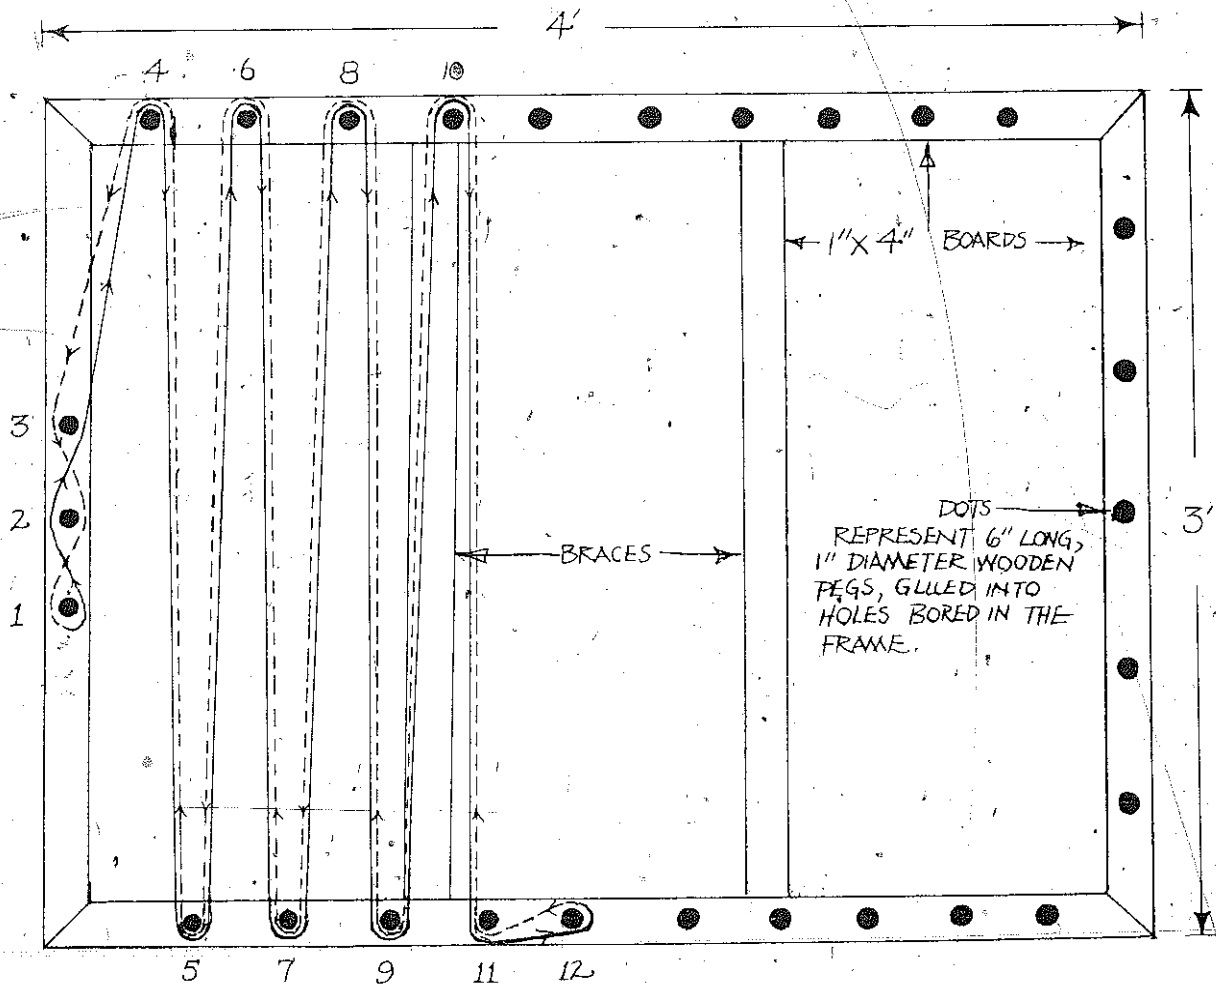 4'
4 6 8 10
1" X 4" BOARDS
3
2
1
3'
BRACES
DOTS
REPRESENT 6" LONG,
1" DIAMETER WOODEN
PEGS, GLUED INTO
HOLES BORED IN THE
FRAME.
5 7 9 11 12